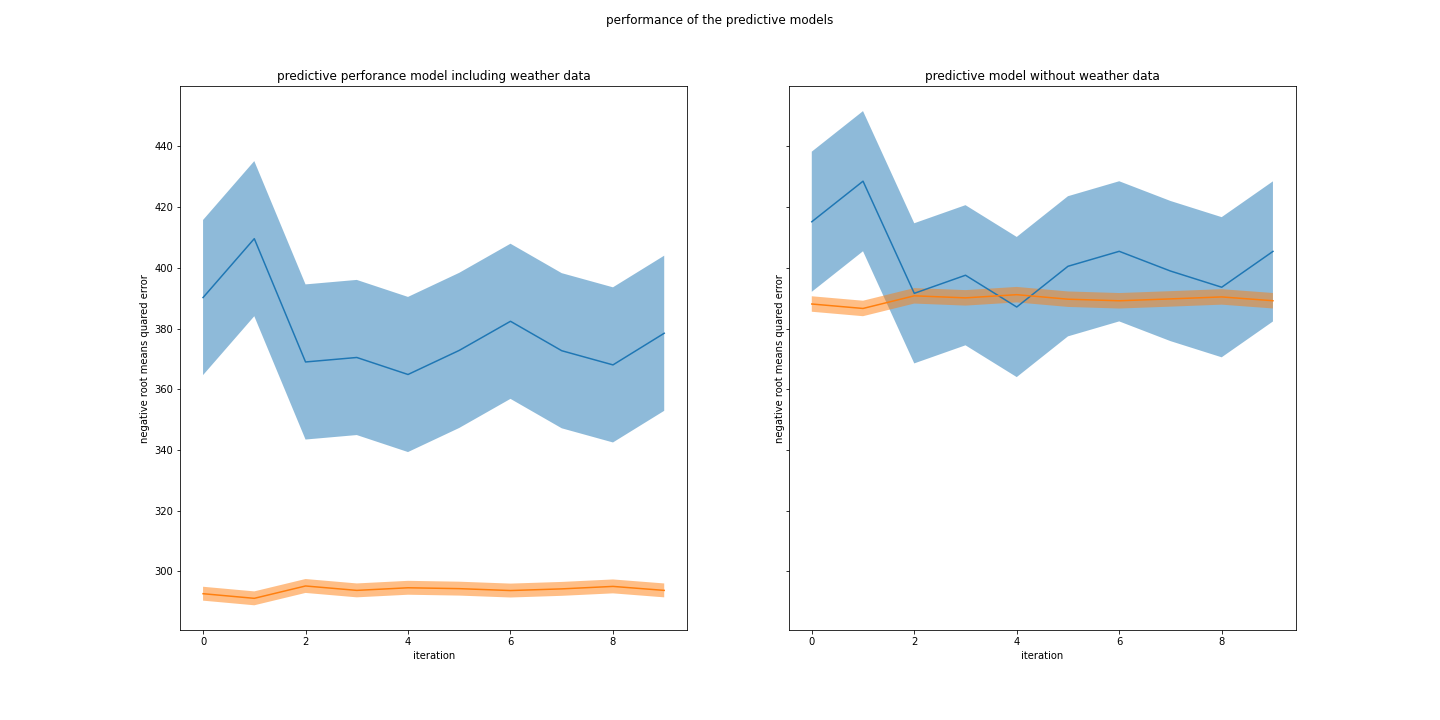 performance of the predictive models
predictive perforance model including weather data
negative root means quared error
440
420
400
380
360
340
320
300
0 2 4 6 8
iteration
predictive model without weather data
negative root means quared error
0 2 4 6 8
iteration